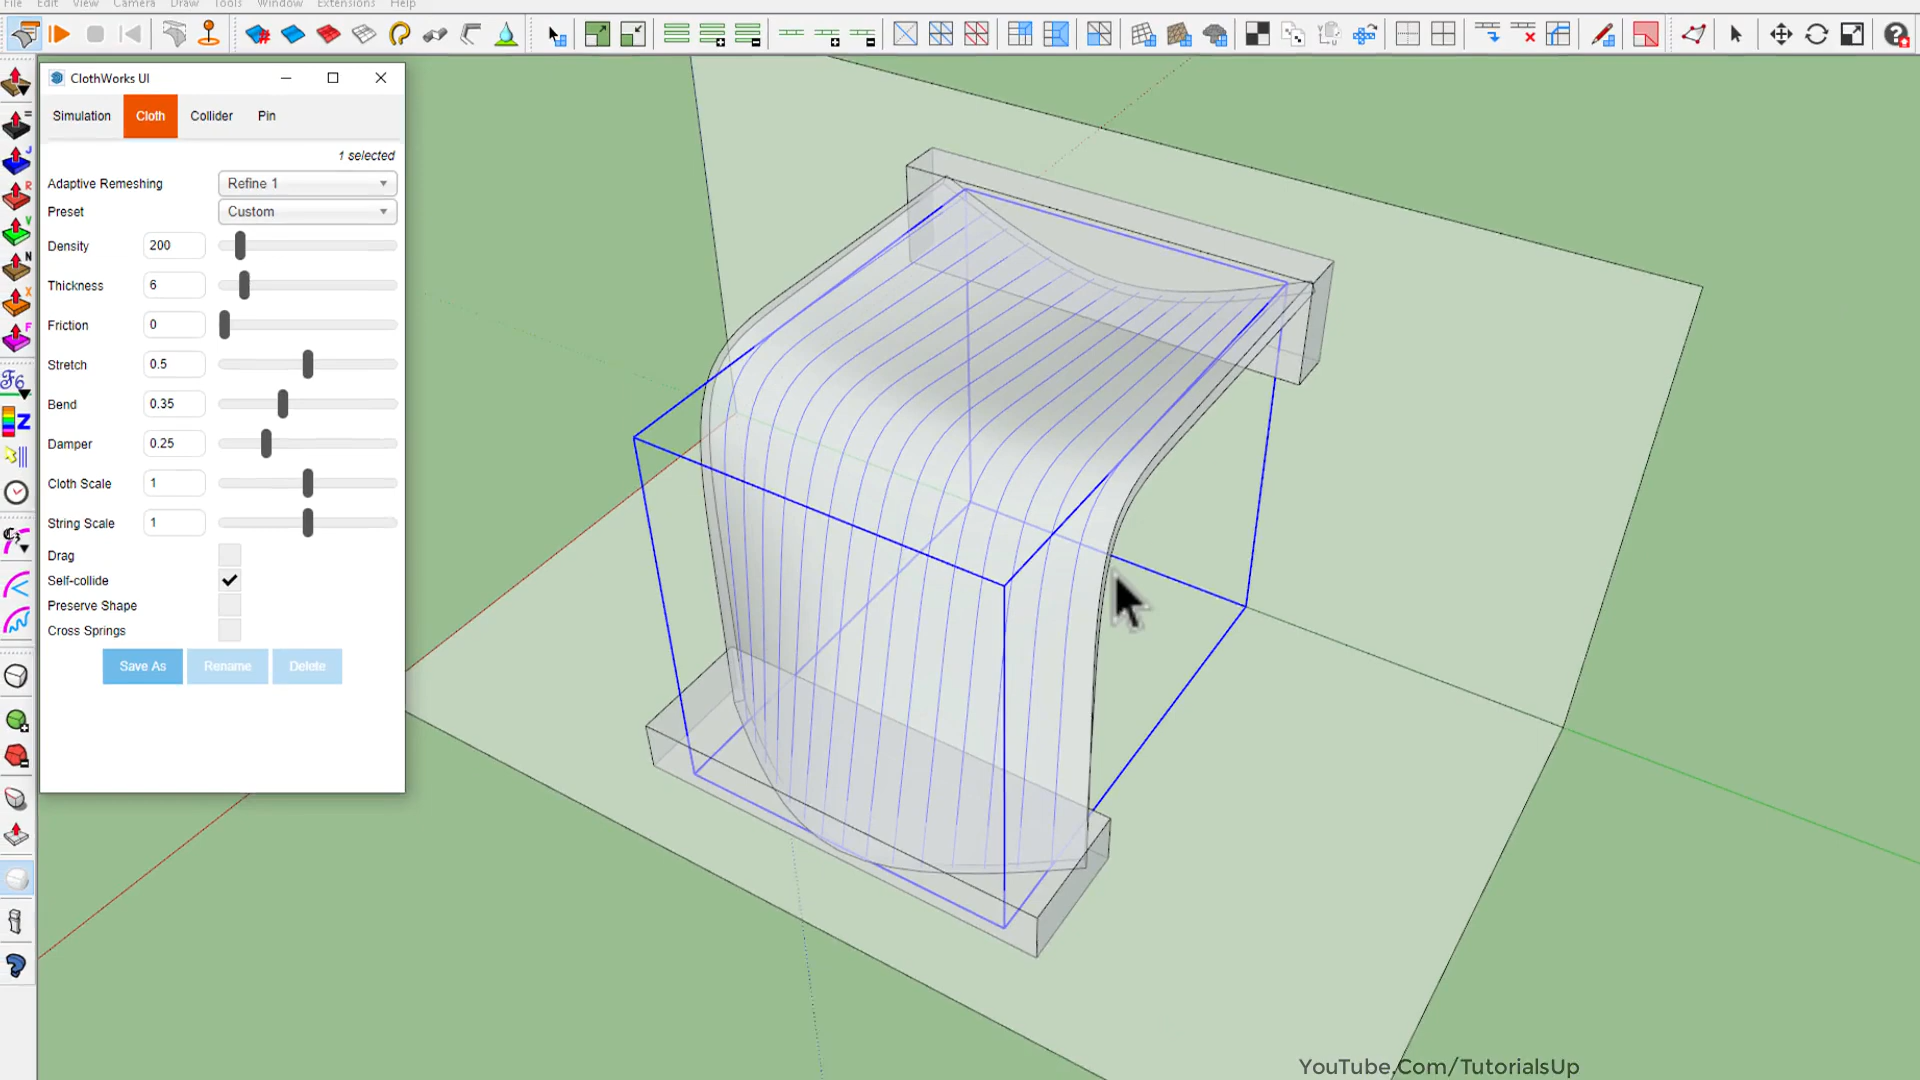 File Edit View Camera Draw Tools Window Extensions Help
ClothWorks UI
Simulation Cloth Collider Pin
1 selected
Adaptive Remeshing Refine 1
Preset Custom
Density 200
Thickness 6
Friction 0
Stretch 0.5
Bend 0.35
Damper 0.25
Cloth Scale 1
String Scale 1
Drag
Self-collide
Preserve Shape
Cross Springs
Save As Rename Delete
J
R
V
N
X
F
F6
Z
YouTube.Com/TutorialsUp